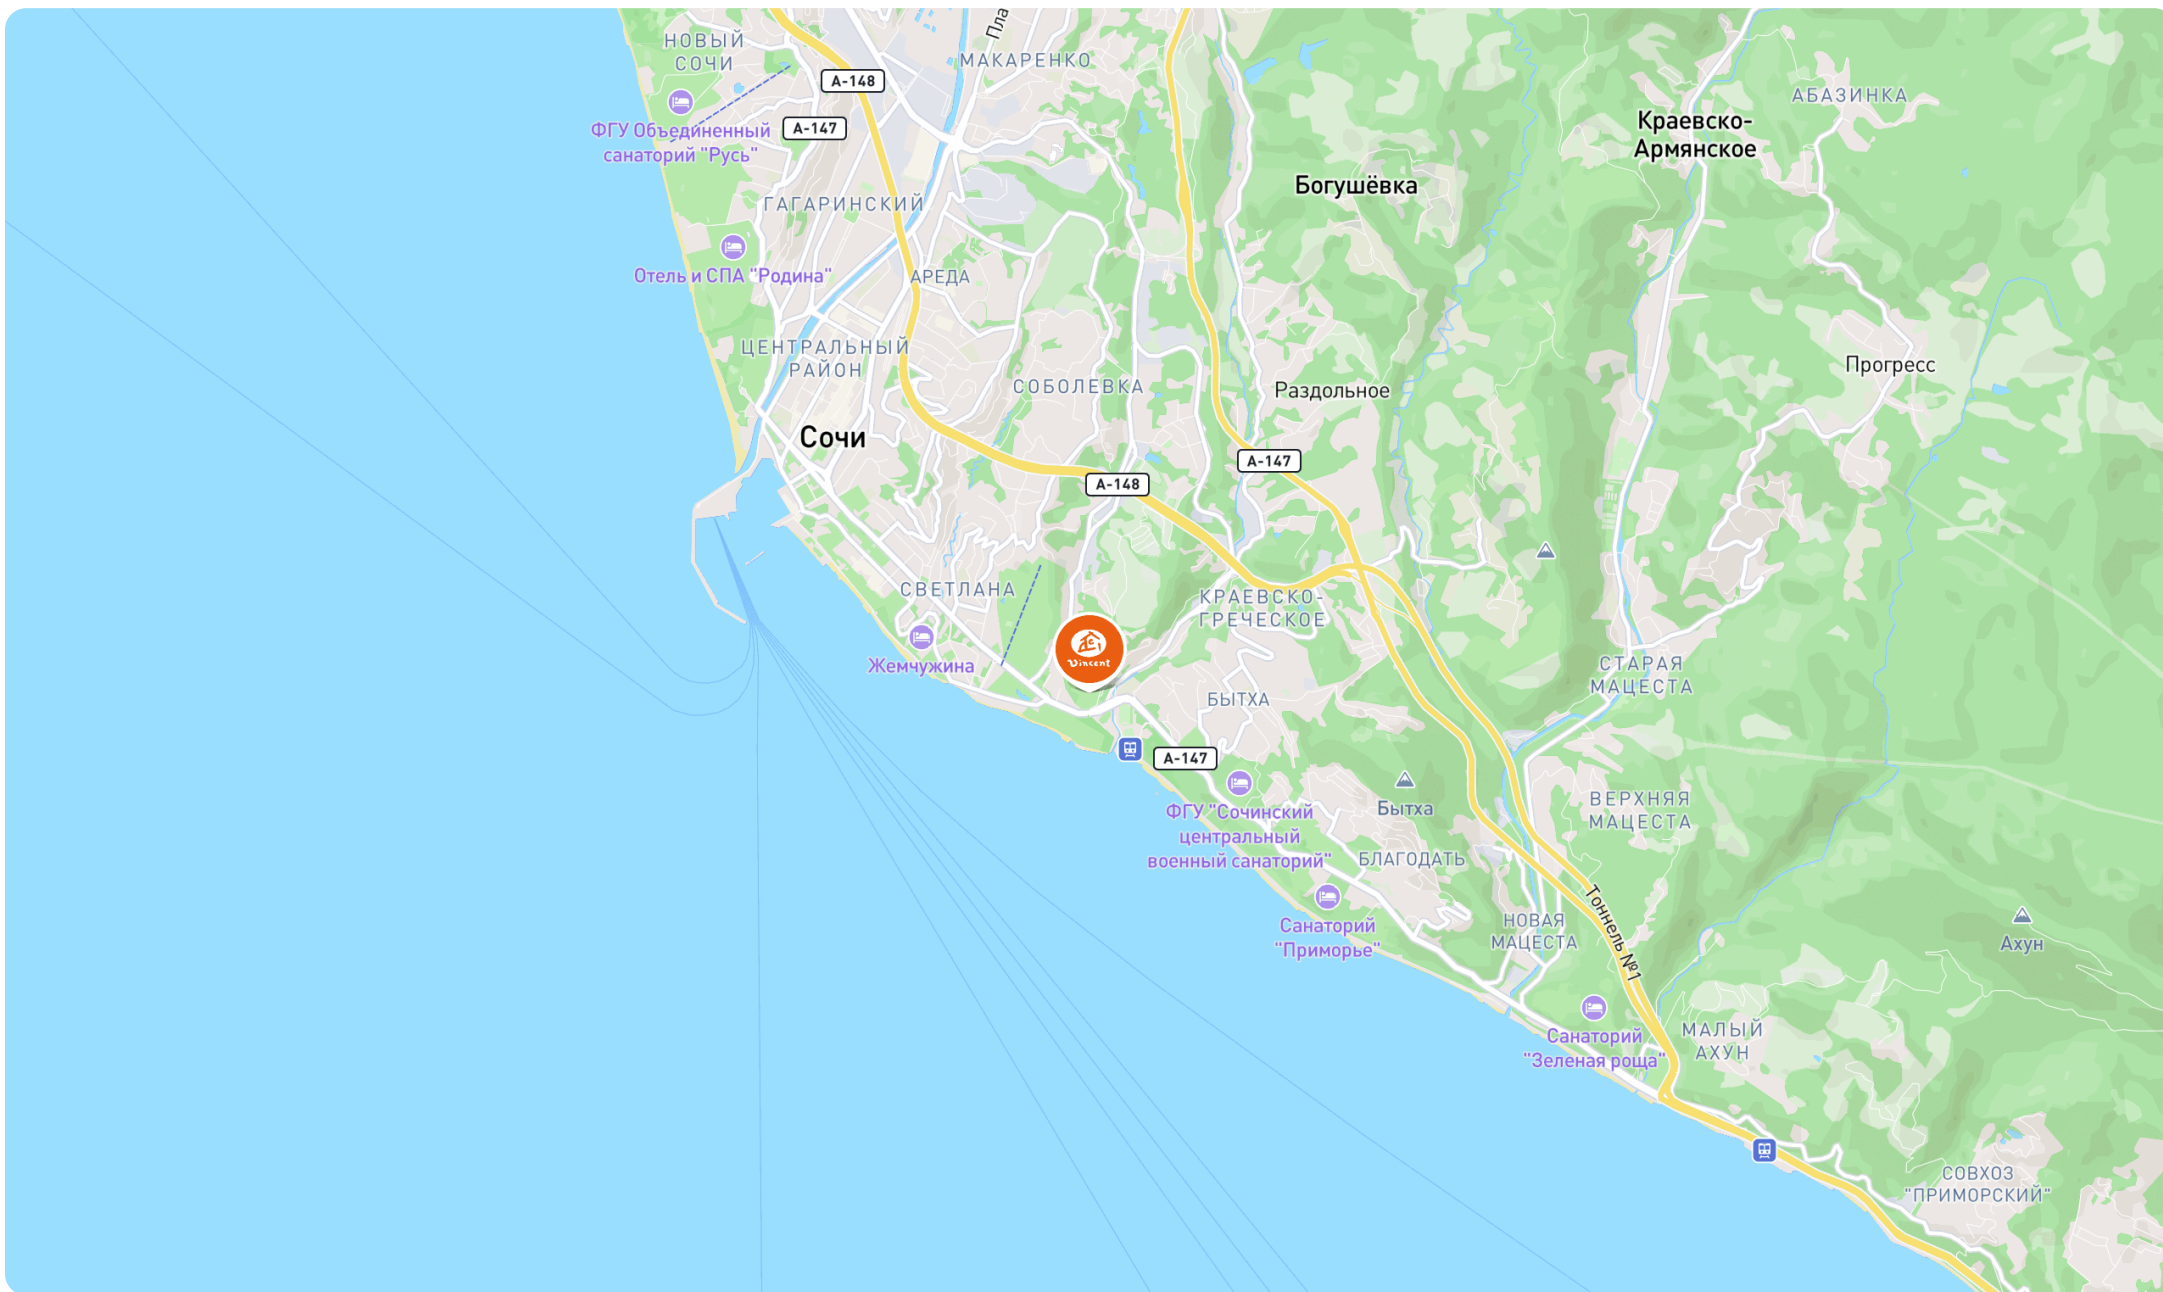 НОВЫЙ
СОЧИ
Пла
МАКАРЕНКО
A-148
A-147
ФГУ Объединенный
санаторий "Русь"
АБАЗИНКА
Краевско-
Армянское
Богушёвка
ГАГАРИНСКИЙ
Отель и СПА "Родина"
АРЕДА
ЦЕНТРАЛЬНЫЙ
РАЙОН
СОБОЛЕВКА
Раздольное
Прогресс
Сочи
A-147
A-148
СВЕТЛАНА
КРАЕВСКО-
ГРЕЧЕСКОЕ
Vincent
Жемчужина
СТАРАЯ
МАЦЕСТА
БЫТХА
A-147
ФГУ "Сочинский
центральный
военный санаторий"
Бытха
ВЕРХНЯЯ
МАЦЕСТА
БЛАГОДАТЬ
Санаторий
"Приморье"
НОВАЯ
МАЦЕСТА
Тоннель №1
Ахун
Санаторий
"Зеленая роща"
МАЛЫЙ
АХУН
СОВХОЗ
"ПРИМОРСКИЙ"